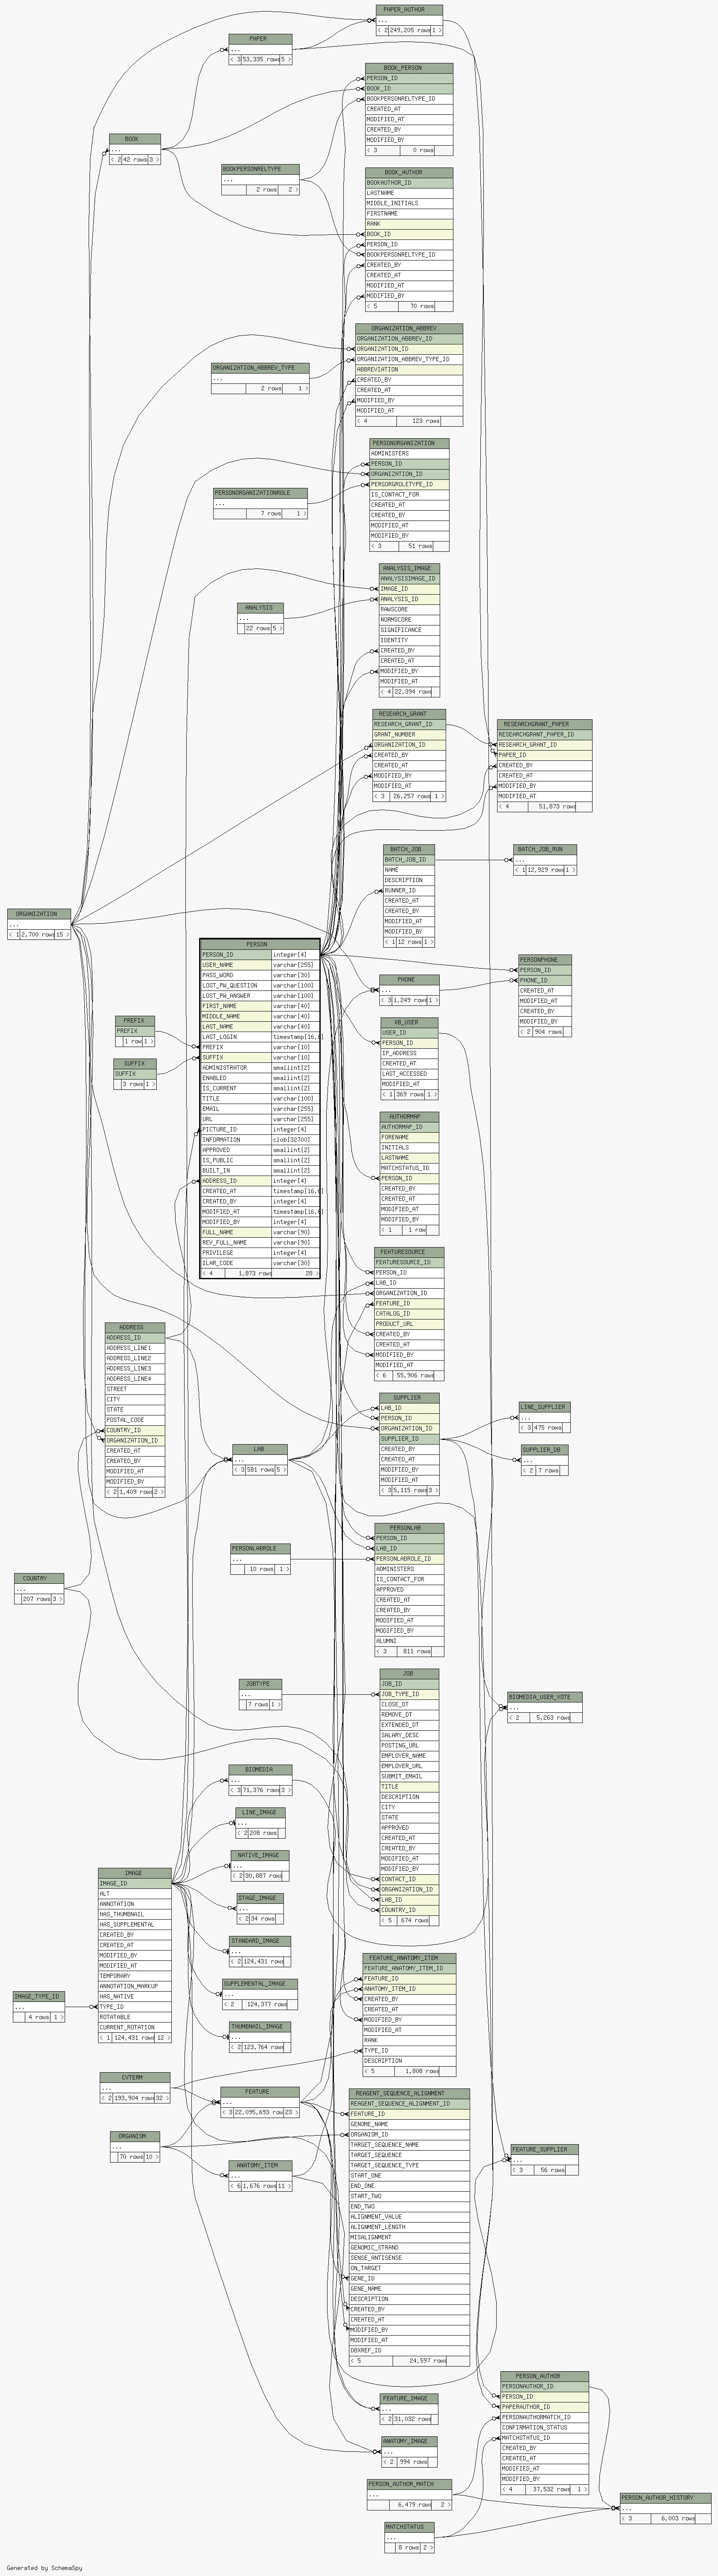 PAPER_AUTHOR
...
< 2 249,205 rows 1 >
PAPER
...
< 3 53,335 rows 5 >
BOOK_PERSON
PERSON_ID
BOOK_ID
BOOKPERSONRELTYPE_ID
CREATED_AT
MODIFIED_AT
CREATED_BY
MODIFIED_BY
< 3 0 rows
BOOK
...
< 2 42 rows 3 >
BOOKPERSONRELTYPE
...
2 rows 2 >
BOOK_AUTHOR
BOOKAUTHOR_ID
LASTNAME
MIDDLE_INITIALS
FIRSTNAME
RANK
BOOK_ID
PERSON_ID
BOOKPERSONRELTYPE_ID
CREATED_BY
CREATED_AT
MODIFIED_AT
MODIFIED_BY
< 5 70 rows
ORGANIZATION_ABBREV
ORGANIZATION_ABBREV_ID
ORGANIZATION_ID
ORGANIZATION_ABBREV_TYPE_ID
ABBREVIATION
CREATED_BY
CREATED_AT
MODIFIED_BY
MODIFIED_AT
< 4 123 rows
ORGANIZATION_ABBREV_TYPE
...
2 rows 1 >
PERSONORGANIZATION
ADMINISTERS
PERSON_ID
ORGANIZATION_ID
PERSORGROLETYPE_ID
IS_CONTACT_FOR
CREATED_AT
CREATED_BY
MODIFIED_AT
MODIFIED_BY
< 3 51 rows
PERSONORGANIZATIONROLE
...
7 rows 1 >
ANALYSIS_IMAGE
ANALYSISIMAGE_ID
IMAGE_ID
ANALYSIS_ID
RAWSCORE
NORMSCORE
SIGNIFICANCE
IDENTITY
CREATED_BY
CREATED_AT
MODIFIED_BY
MODIFIED_AT
< 4 22,394 rows
ANALYSIS
...
22 rows 5 >
RESEARCH_GRANT
RESEARCH_GRANT_ID
GRANT_NUMBER
ORGANIZATION_ID
CREATED_BY
CREATED_AT
MODIFIED_BY
MODIFIED_AT
< 3 26,257 rows 1 >
RESEARCHGRANT_PAPER
RESEARCHGRANT_PAPER_ID
RESEARCH_GRANT_ID
PAPER_ID
CREATED_BY
CREATED_AT
MODIFIED_BY
MODIFIED_AT
< 4 51,873 rows
BATCH_JOB
BATCH_JOB_ID
NAME
DESCRIPTION
RUNNER_ID
CREATED_AT
CREATED_BY
MODIFIED_AT
MODIFIED_BY
< 1 12 rows 1 >
BATCH_JOB_RUN
...
< 1 12,929 rows 1 >
ORGANIZATION
...
< 1 2,700 rows 15 >
PERSON
PERSON_ID integer[4]
USER_NAME varchar[255]
PASS_WORD varchar[30]
LOST_PW_QUESTION varchar[100]
LOST_PW_ANSWER varchar[100]
FIRST_NAME varchar[40]
MIDDLE_NAME varchar[40]
LAST_NAME varchar[40]
LAST_LOGIN timestamp[16,6]
PREFIX varchar[10]
SUFFIX varchar[10]
ADMINISTRATOR smallint[2]
ENABLED smallint[2]
IS_CURRENT smallint[2]
TITLE varchar[100]
EMAIL varchar[255]
URL varchar[255]
PICTURE_ID integer[4]
INFORMATION clob[32700]
APPROVED smallint[2]
IS_PUBLIC smallint[2]
BUILT_IN smallint[2]
ADDRESS_ID integer[4]
CREATED_AT timestamp[16,6]
CREATED_BY integer[4]
MODIFIED_AT timestamp[16,6]
MODIFIED_BY integer[4]
FULL_NAME varchar[90]
REV_FULL_NAME varchar[90]
PRIVILEGE integer[4]
ILAR_CODE varchar[30]
< 4 1,873 rows 28 >
PHONE
...
< 3 1,249 rows 1 >
PERSONPHONE
PERSON_ID
PHONE_ID
CREATED_AT
MODIFIED_AT
CREATED_BY
MODIFIED_BY
< 2 904 rows
PREFIX
PREFIX
1 row 1 >
SUFFIX
SUFFIX
3 rows 1 >
XB_USER
USER_ID
PERSON_ID
IP_ADDRESS
CREATED_AT
LAST_ACCESSED
MODIFIED_AT
< 1 369 rows 1 >
AUTHORMAP
AUTHORMAP_ID
FORENAME
INITIALS
LASTNAME
MATCHSTATUS_ID
PERSON_ID
CREATED_BY
CREATED_AT
MODIFIED_AT
MODIFIED_BY
< 1 1 row
FEATURESOURCE
FEATURESOURCE_ID
PERSON_ID
LAB_ID
ORGANIZATION_ID
FEATURE_ID
CATALOG_ID
PRODUCT_URL
CREATED_BY
CREATED_AT
MODIFIED_BY
MODIFIED_AT
< 6 55,906 rows
ADDRESS
ADDRESS_ID
ADDRESS_LINE1
ADDRESS_LINE2
ADDRESS_LINE3
ADDRESS_LINE4
STREET
CITY
STATE
POSTAL_CODE
COUNTRY_ID
ORGANIZATION_ID
CREATED_AT
CREATED_BY
MODIFIED_AT
MODIFIED_BY
< 2 1,409 rows 2 >
SUPPLIER
LAB_ID
PERSON_ID
ORGANIZATION_ID
SUPPLIER_ID
CREATED_BY
CREATED_AT
MODIFIED_BY
MODIFIED_AT
< 3 5,115 rows 3 >
LINE_SUPPLIER
...
< 3 475 rows
SUPPLIER_DB
...
< 2 7 rows
LAB
...
< 3 581 rows 5 >
PERSONLAB
PERSON_ID
LAB_ID
PERSONLABROLE_ID
ADMINISTERS
IS_CONTACT_FOR
APPROVED
CREATED_AT
CREATED_BY
MODIFIED_AT
MODIFIED_BY
ALUMNI
< 3 811 rows
PERSONLABROLE
...
10 rows 1 >
COUNTRY
...
207 rows 3 >
JOB
JOB_ID
JOB_TYPE_ID
CLOSE_DT
REMOVE_DT
EXTENDED_DT
SALARY_DESC
POSTING_URL
EMPLOYER_NAME
EMPLOYER_URL
SUBMIT_EMAIL
TITLE
DESCRIPTION
CITY
STATE
APPROVED
CREATED_AT
CREATED_BY
MODIFIED_AT
MODIFIED_BY
CONTACT_ID
ORGANIZATION_ID
LAB_ID
COUNTRY_ID
< 5 674 rows
JOBTYPE
...
7 rows 1 >
BIOMEDIA_USER_VOTE
...
< 2 5,263 rows
BIOMEDIA
...
< 3 71,376 rows 3 >
LINE_IMAGE
...
< 2 208 rows
NATIVE_IMAGE
...
< 2 30,887 rows
STAGE_IMAGE
...
< 2 34 rows
STANDARD_IMAGE
...
< 2 124,431 rows
SUPPLEMENTAL_IMAGE
...
< 2 124,377 rows
THUMBNAIL_IMAGE
...
< 2 123,764 rows
IMAGE
IMAGE_ID
ALT
ANNOTATION
HAS_THUMBNAIL
HAS_SUPPLEMENTAL
CREATED_BY
CREATED_AT
MODIFIED_BY
MODIFIED_AT
TEMPORARY
ANNOTATION_MARKUP
HAS_NATIVE
TYPE_ID
ROTATABLE
CURRENT_ROTATION
< 1 124,431 rows 12 >
IMAGE_TYPE_ID
...
4 rows 1 >
FEATURE_ANATOMY_ITEM
FEATURE_ANATOMY_ITEM_ID
FEATURE_ID
ANATOMY_ITEM_ID
CREATED_BY
CREATED_AT
MODIFIED_BY
MODIFIED_AT
RANK
TYPE_ID
DESCRIPTION
< 5 1,808 rows
CVTERM
...
< 2 193,904 rows 32 >
FEATURE
...
< 3 22,095,693 rows 23 >
ORGANISM
...
70 rows 10 >
ANATOMY_ITEM
...
< 6 1,676 rows 11 >
REAGENT_SEQUENCE_ALIGNMENT
REAGENT_SEQUENCE_ALIGNMENT_ID
FEATURE_ID
GENOME_NAME
ORGANISM_ID
TARGET_SEQUENCE_NAME
TARGET_SEQUENCE
TARGET_SEQUENCE_TYPE
START_ONE
END_ONE
START_TWO
END_TWO
ALIGNMENT_VALUE
ALIGNMENT_LENGTH
MISALIGNMENT
GENOMIC_STRAND
SENSE_ANTISENSE
ON_TARGET
GENE_ID
GENE_NAME
DESCRIPTION
CREATED_BY
CREATED_AT
MODIFIED_BY
MODIFIED_AT
DBXREF_ID
< 5 24,597 rows
FEATURE_SUPPLIER
...
< 3 56 rows
FEATURE_IMAGE
...
< 2 31,032 rows
ANATOMY_IMAGE
...
< 2 994 rows
PERSON_AUTHOR
PERSONAUTHOR_ID
PERSON_ID
PAPERAUTHOR_ID
PERSONAUTHORMATCH_ID
CONFIRMATION_STATUS
MATCHSTATUS_ID
CREATED_BY
CREATED_AT
MODIFIED_AT
MODIFIED_BY
< 4 37,532 rows 1 >
PERSON_AUTHOR_MATCH
...
6,479 rows 2 >
PERSON_AUTHOR_HISTORY
...
< 3 6,003 rows
MATCHSTATUS
...
8 rows 2 >
Generated by SchemaSpy